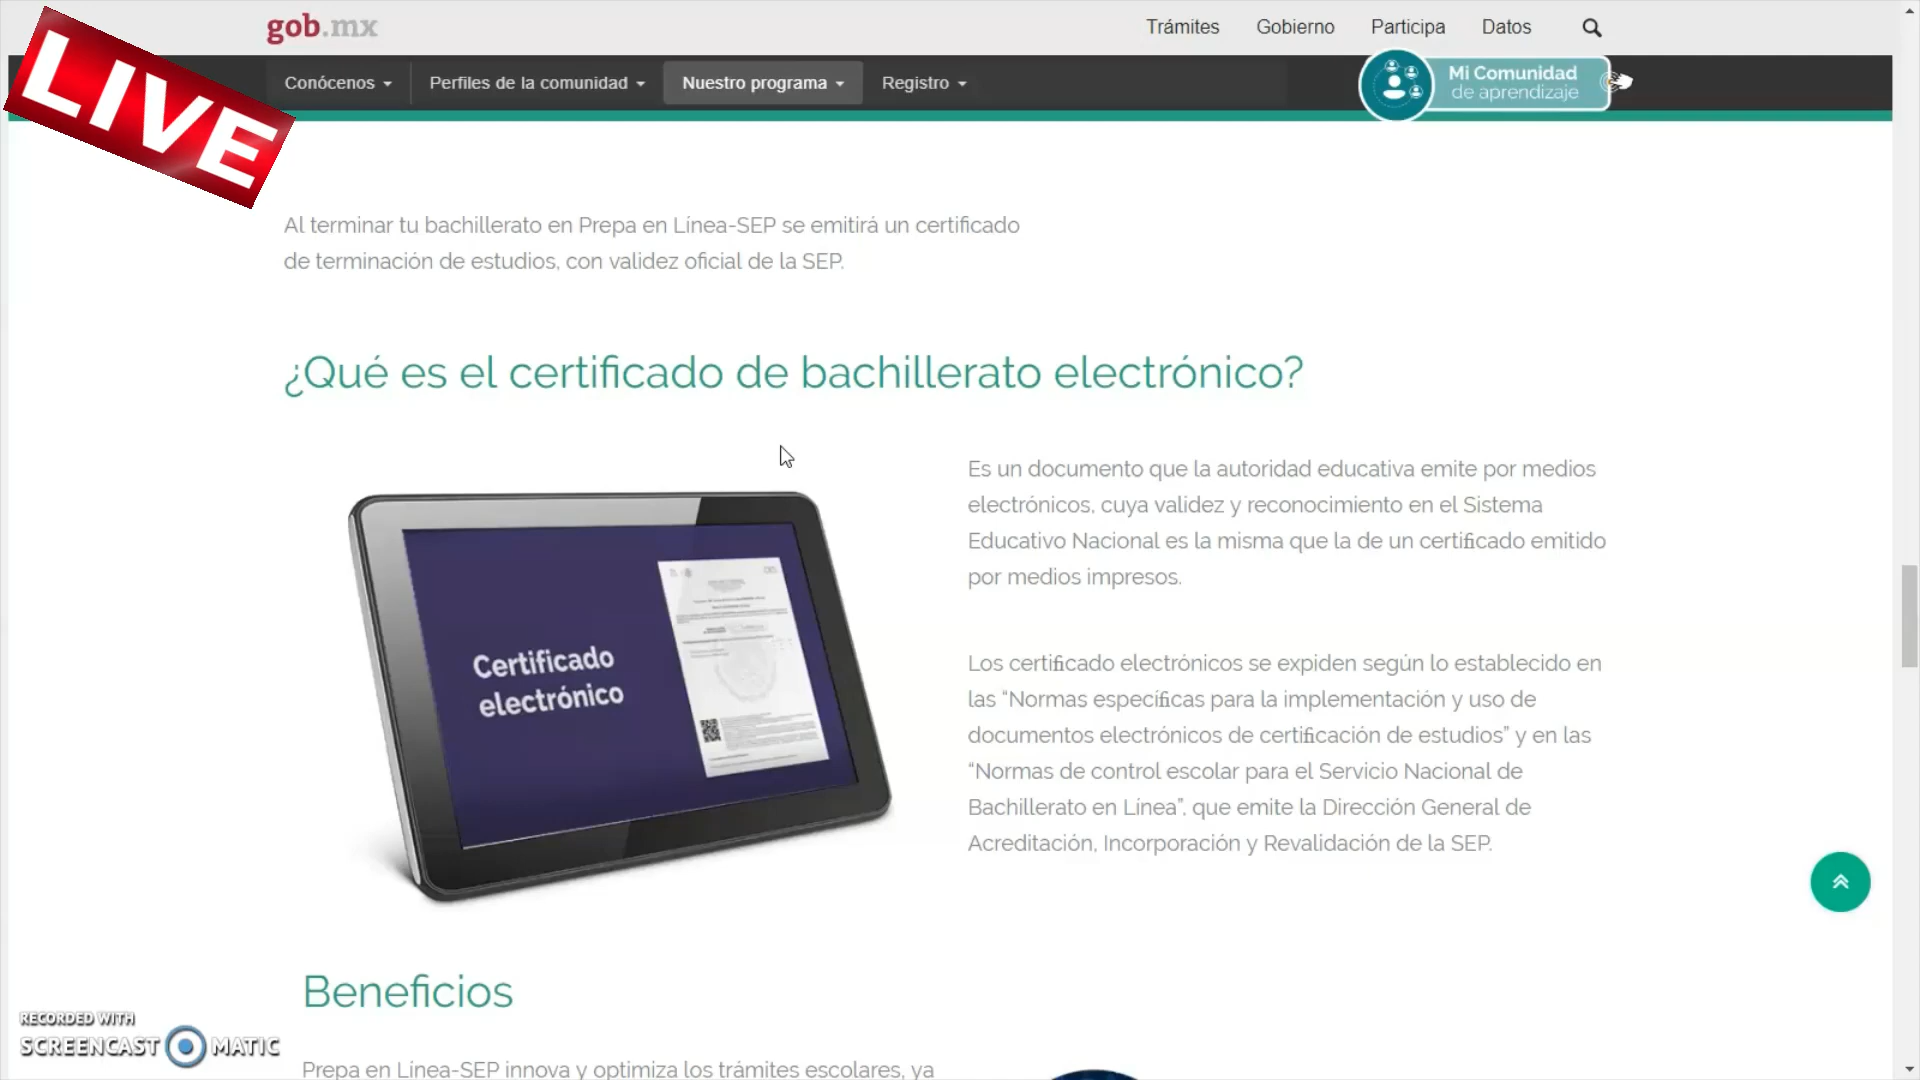 gob.mx
Trámites
Gobierno
Participa
Datos
LIVE
Conócenos
Perfiles de la comunidad
Nuestro programa
Registro
Mi Comunidad
de aprendizaje
Al terminar tu bachillerato en Prepa en Línea-SEP se emitirá un certificado
de terminación de estudios, con validez oficial de la SEP.
¿Qué es el certificado de bachillerato electrónico?
Certificado
electrónico
Es un documento que la autoridad educativa emite por medios
electrónicos, cuya validez y reconocimiento en el Sistema
Educativo Nacional es la misma que la de un certificado emitido
por medios impresos.
Los certificado electrónicos se expiden según lo establecido en
las “Normas específicas para la implementación y uso de
documentos electrónicos de certificación de estudios” y en las
“Normas de control escolar para el Servicio Nacional de
Bachillerato en Línea”, que emite la Dirección General de
Acreditación, Incorporación y Revalidación de la SEP.
Beneficios
Prepa en Línea-SEP innova y optimiza los trámites escolares, ya
RECORDED WITH
SCREENCAST MATIC